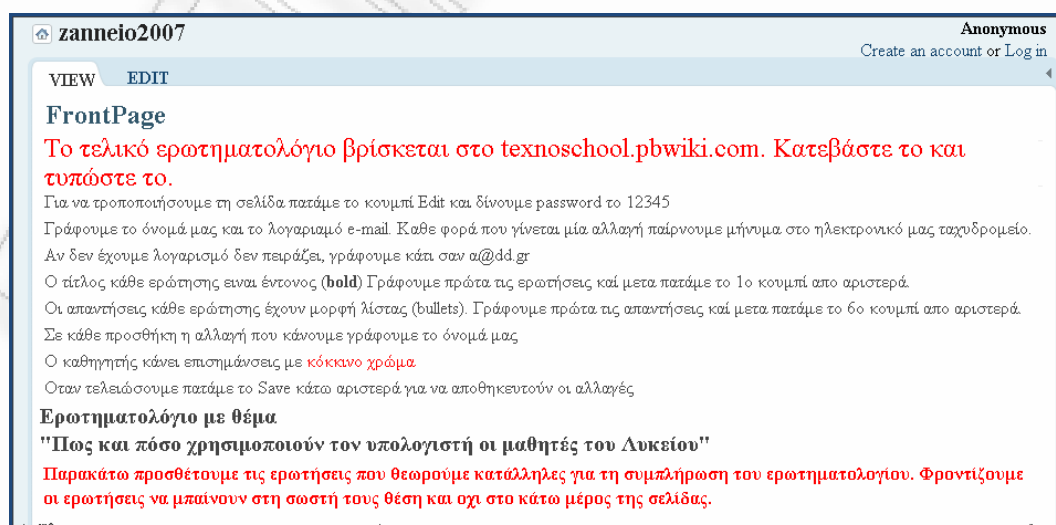 zanneio2007
Anonymous
Create an account or Log in
VIEW EDIT
FrontPage
Το τελικό ερωτηματολόγιο βρίσκεται στο texnoschool.pbwiki.com. Κατεβάστε το και
τυπώστε το.
Για να τροποποιήσουμε τη σελίδα πατάμε το κουμπί Edit και δίνουμε password το 12345
Γράφουμε το όνομά μας και το λογαριαμό e-mail. Καθε φορά που γίνεται μία αλλαγή παίρνουμε μήνυμα στο ηλεκτρονικό μας ταχυδρομείο.
Αν δεν έχουμε λογαρισμό δεν πειράζει, γράφουμε κάτι σαν α@dd.gr
Ο τίτλος κάθε ερώτησης ειναι έντονος (bold) Γράφουμε πρώτα τις ερωτήσεις καί μετα πατάμε το 1ο κουμπί απο αριστερά.
Οι απαντήσεις κάθε ερώτησης έχουν μορφή λίστας (bullets). Γράφουμε πρώτα τις απαντήσεις καί μετα πατάμε το 6ο κουμπί απο αριστερά.
Σε κάθε προσθήκη η αλλαγή που κάνουμε γράφουμε το όνομά μας
Ο καθηγητής κάνει επισημάνσεις με κόκκινο χρώμα
Οταν τελειώσουμε πατάμε το Save κάτω αριστερά για να αποθηκευτούν οι αλλαγές
Ερωτηματολόγιο με θέμα
"Πως και πόσο χρησιμοποιούν τον υπολογιστή οι μαθητές του Λυκείου"
Παρακάτω προσθέτουμε τις ερωτήσεις που θεωρούμε κατάλληλες για τη συμπλήρωση του ερωτηματολογίου. Φροντίζουμε
οι ερωτήσεις να μπαίνουν στη σωστή τους θέση και οχι στο κάτω μέρος της σελίδας.